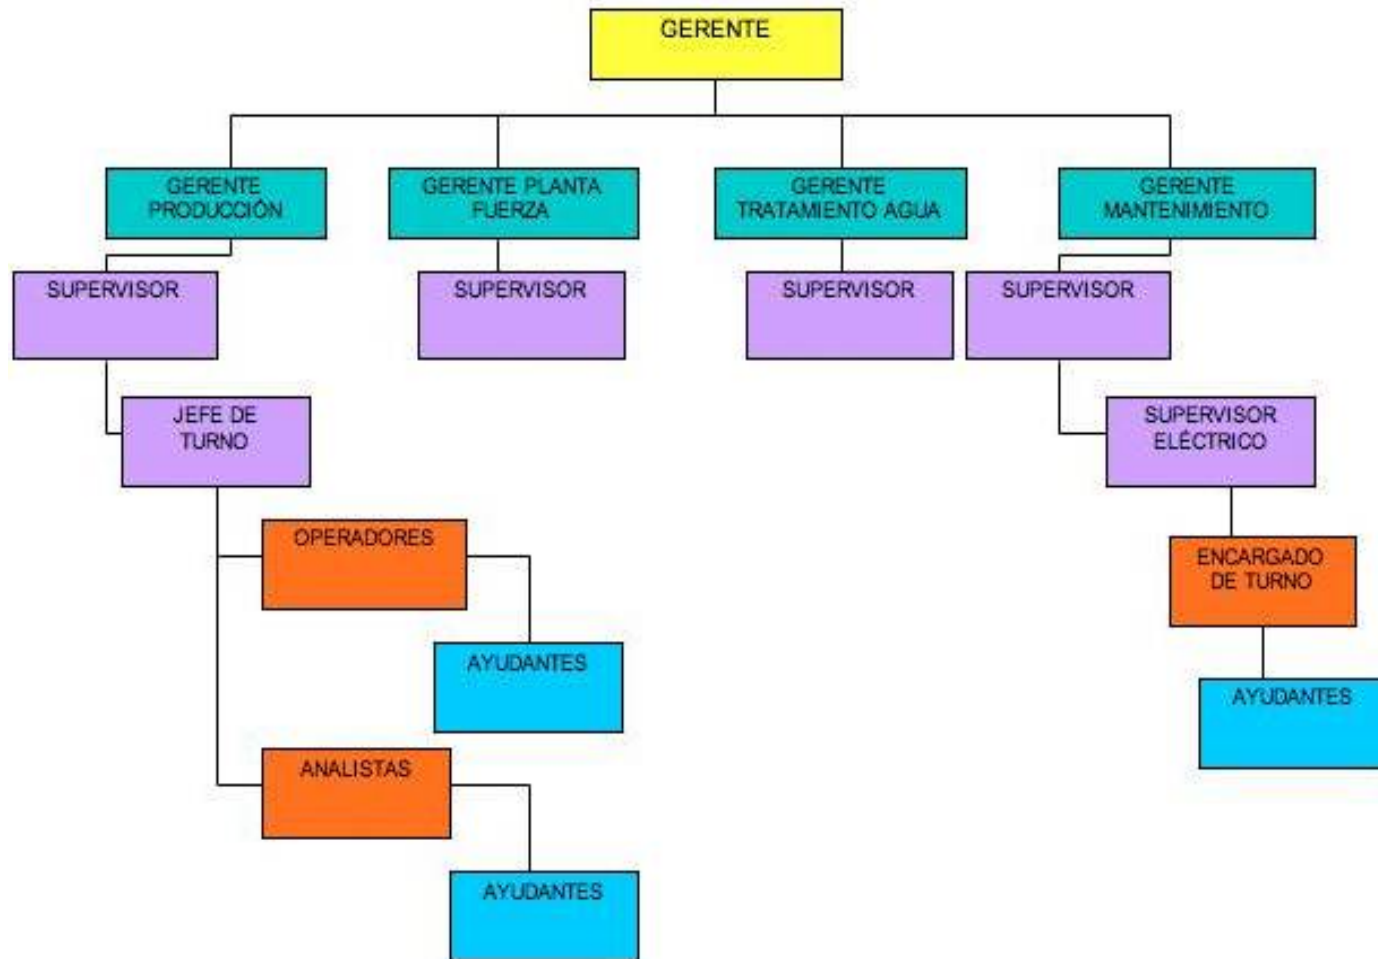 GERENTE
GERENTE
PRODUCCIÓN
GERENTE PLANTA
FUERZA
GERENTE
TRATAMIENTO AGUA
GERENTE
MANTENIMIENTO
SUPERVISOR
SUPERVISOR
SUPERVISOR
SUPERVISOR
JEFE DE
TURNO
SUPERVISOR
ELÉCTRICO
OPERADORES
ENCARGADO
DE TURNO
AYUDANTES
AYUDANTES
ANALISTAS
AYUDANTES